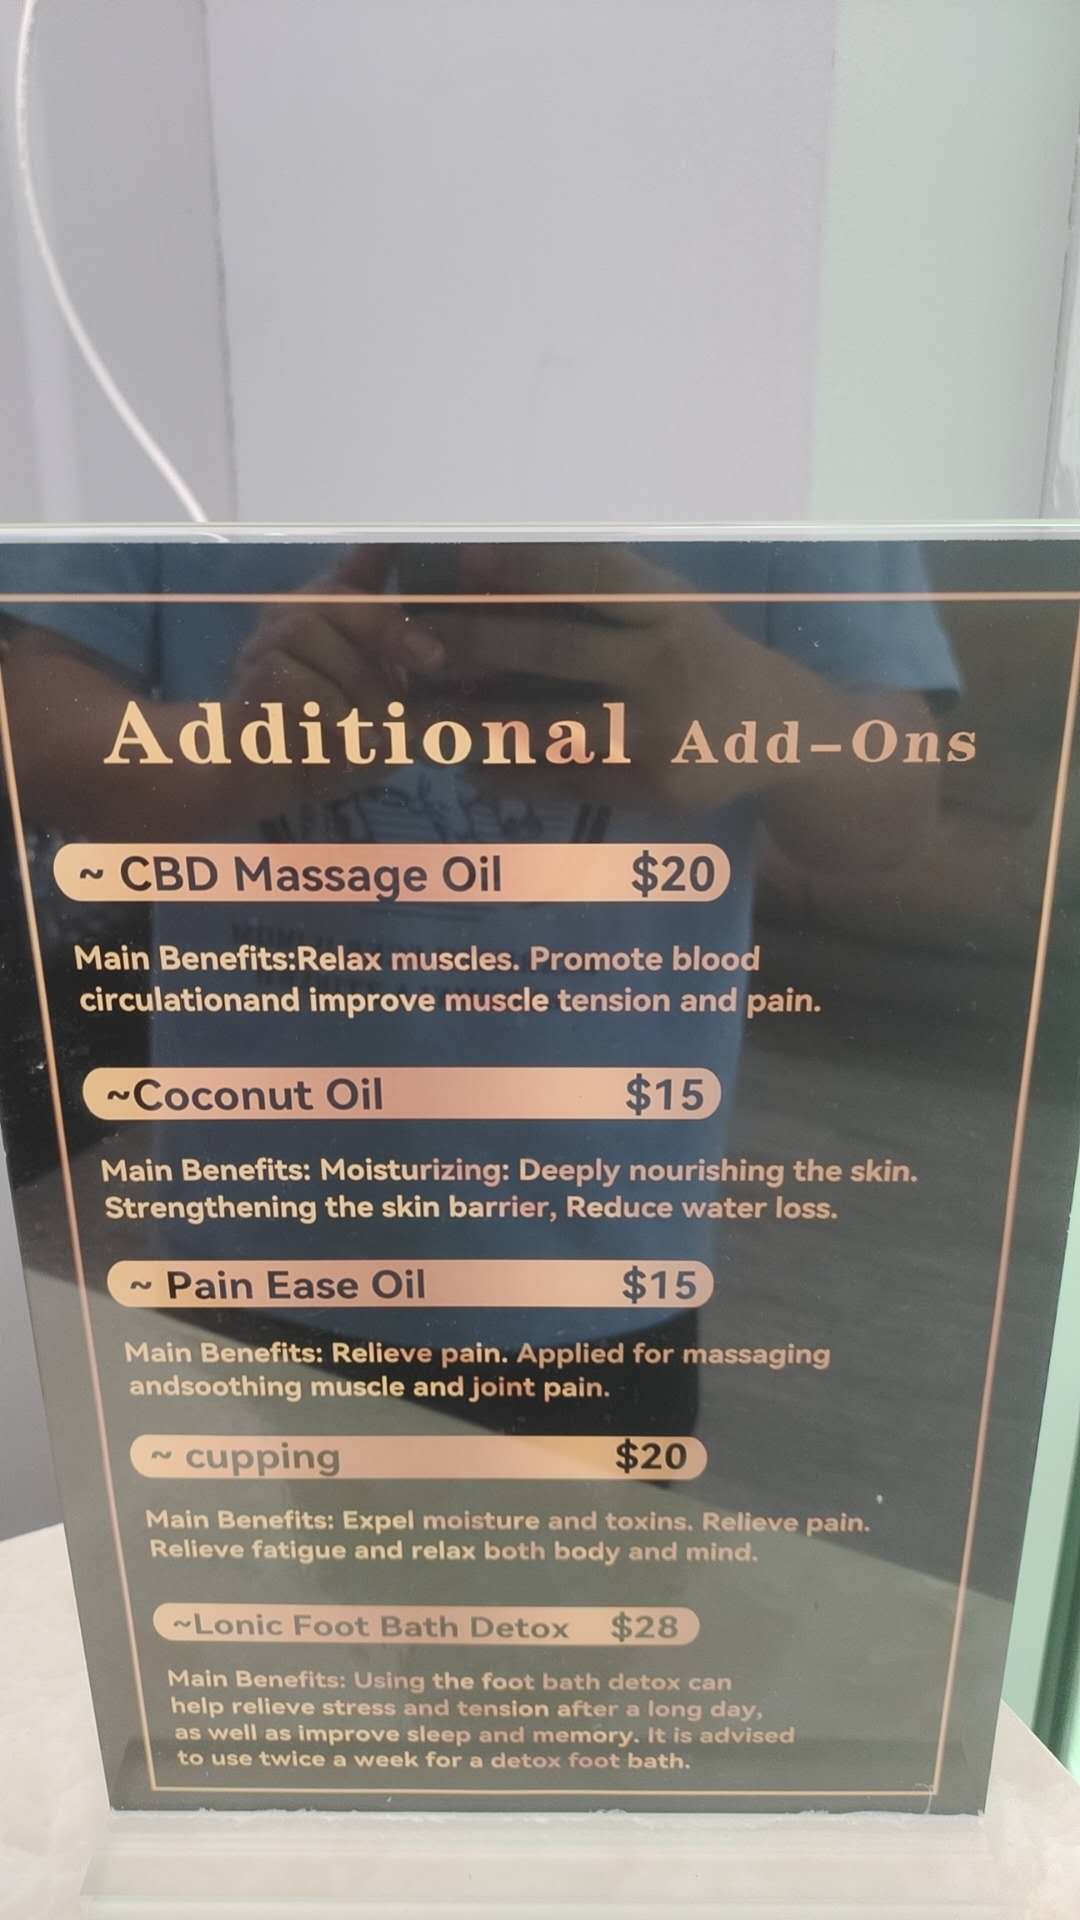 Additional Add-Ons
~ CBD Massage Oil $20
Main Benefits:Relax muscles. Promote blood
circulationand improve muscle tension and pain.
~Coconut Oil $15
Main Benefits: Moisturizing: Deeply nourishing the skin.
Strengthening the skin barrier, Reduce water loss.
~ Pain Ease Oil $15
Main Benefits: Relieve pain. Applied for massaging
andsoothing muscle and joint pain.
~ cupping $20
Main Benefits: Expel moisture and toxins. Relieve pain.
Relieve fatigue and relax both body and mind.
~Lonic Foot Bath Detox $28
Main Benefits: Using the foot bath detox can
help relieve stress and tension after a long day,
as well as improve sleep and memory. It is advised
to use twice a week for a detox foot bath.